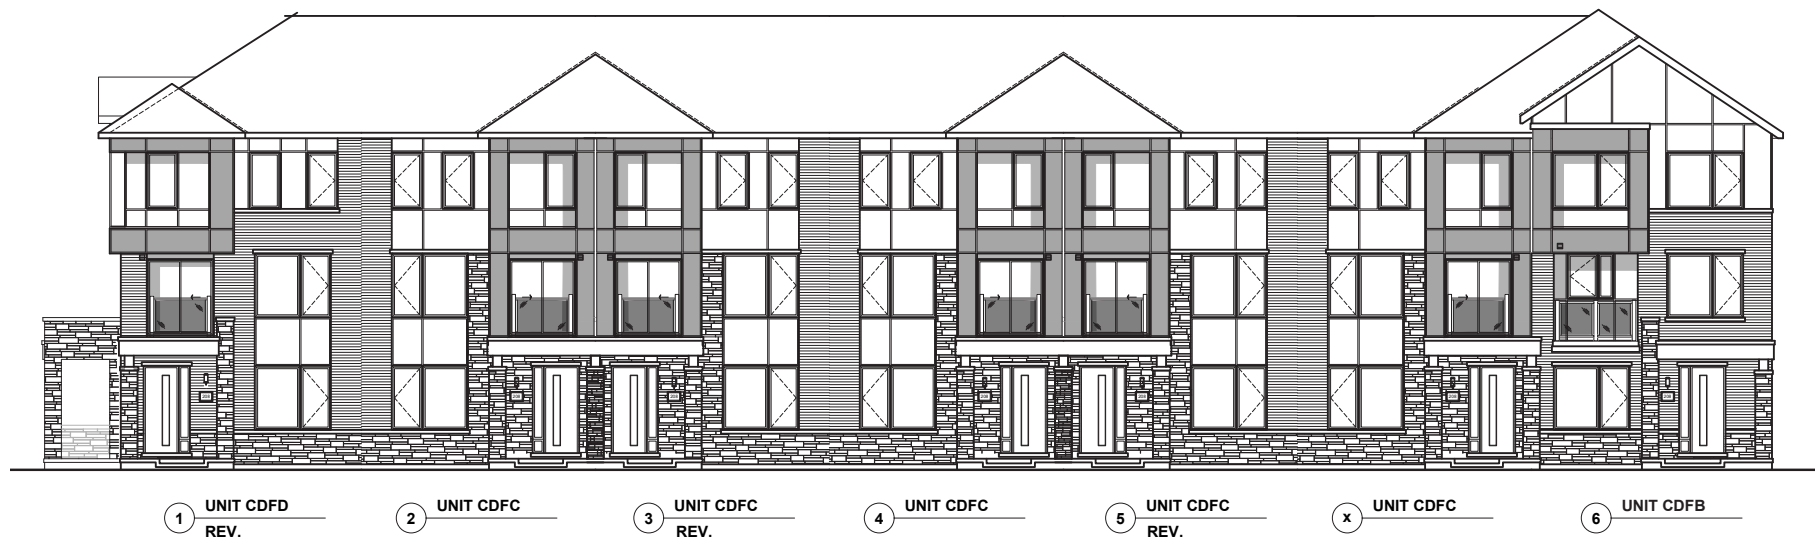 1 UNIT CDFD
REV.
2 UNIT CDFC
3 UNIT CDFC
REV.
4 UNIT CDFC
5 UNIT CDFC
REV.
x UNIT CDFC
6 UNIT CDFB